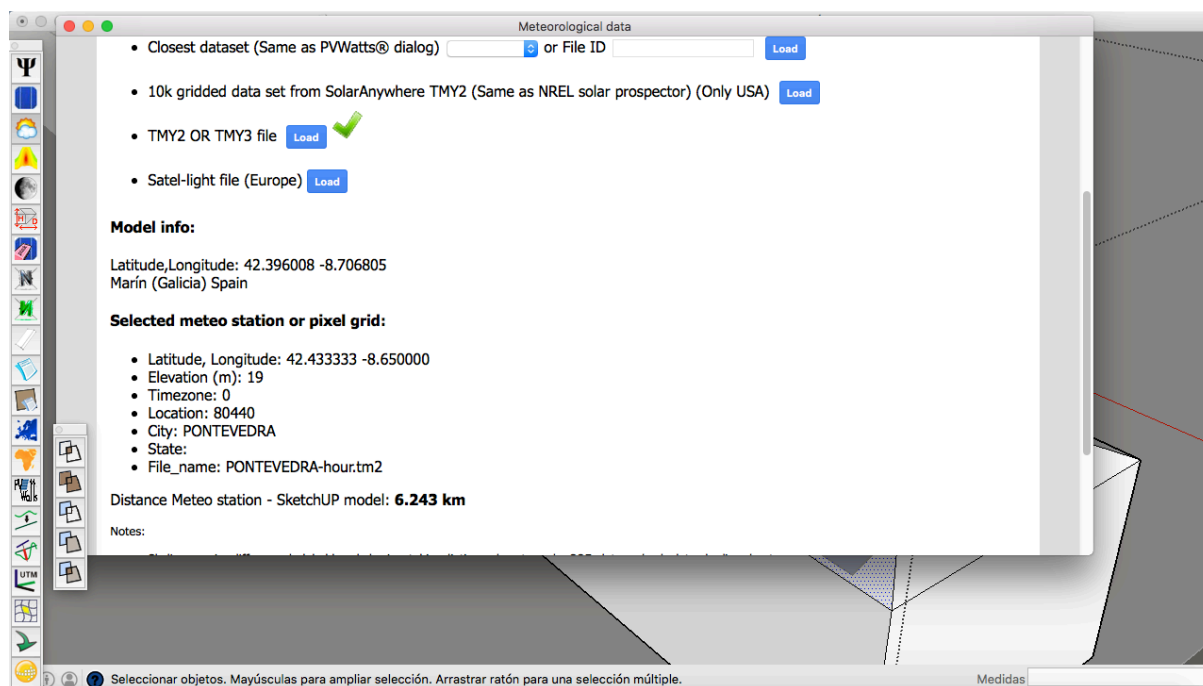 Meteorological data
Closest dataset (Same as PVWatts® dialog) or File ID Load
10k gridded data set from SolarAnywhere TMY2 (Same as NREL solar prospector) (Only USA) Load
TMY2 OR TMY3 file Load
Satel-light file (Europe) Load
Model info:
Latitude,Longitude: 42.396008 -8.706805
Marín (Galicia) Spain
Selected meteo station or pixel grid:
Latitude, Longitude: 42.433333 -8.650000
Elevation (m): 19
Timezone: 0
Location: 80440
City: PONTEVEDRA
State:
File_name: PONTEVEDRA-hour.tm2
Distance Meteo station - SketchUP model: 6.243 km
Notes:
UTM
Seleccionar objetos. Mayúsculas para ampliar selección. Arrastrar ratón para una selección múltiple. Medidas